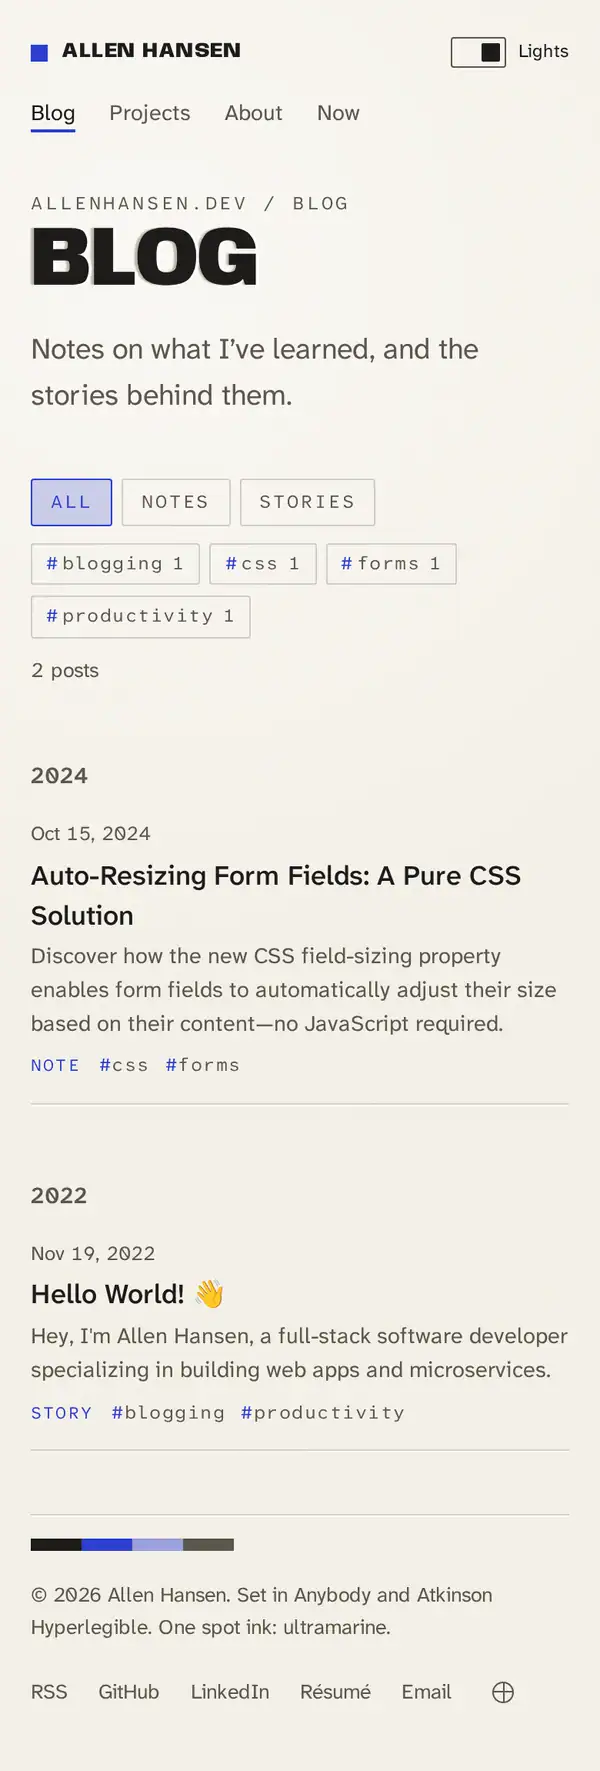 ALLEN HANSEN
Lights
Blog Projects About Now
ALLENHANSEN.DEV / BLOG
BLOG
Notes on what I’ve learned, and the
stories behind them.
ALL NOTES STORIES
#blogging 1 #css 1 #forms 1
#productivity 1
2 posts
2024
Oct 15, 2024
Auto-Resizing Form Fields: A Pure CSS
Solution
Discover how the new CSS field-sizing property
enables form fields to automatically adjust their size
based on their content—no JavaScript required.
NOTE #css #forms
2022
Nov 19, 2022
Hello World! 👋
Hey, I'm Allen Hansen, a full-stack software developer
specializing in building web apps and microservices.
STORY #blogging #productivity
© 2026 Allen Hansen. Set in Anybody and Atkinson
Hyperlegible. One spot ink: ultramarine.
RSS GitHub LinkedIn Résumé Email